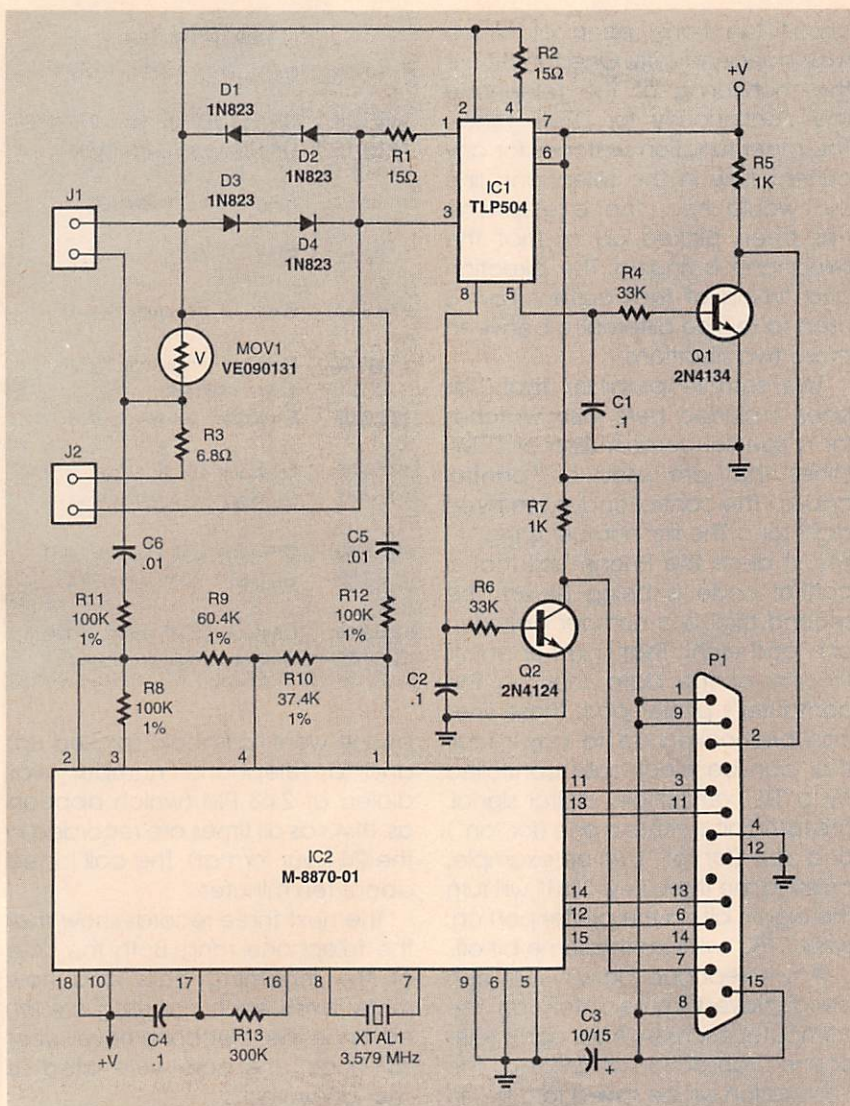 +V
R2
15Ω
D1
1N823
2
4
1
7
R5
1K
D2
1N823
R1
15Ω
6
J1
D3
1N823
IC1
TLP504
3
D4
1N823
R4
33K
8
5
Q1
2N4134
V
MOV1
VE090131
C1
.1
R3
6.8Ω
J2
R7
1K
C6
.01
C5
.01
R6
33K
P1
R11
100K
1%
R9
60.4K
1%
R12
100K
1%
Q2
2N4124
1
9
R8
100K
1%
R10
37.4K
1%
C2
.1
2
2
3
4
1
11
3
13
11
4
12
IC2
M-8870-01
14
13
12
6
15
14
7
15
18
10
17
16
8
7
9
6
5
8
C4
.1
R13
300K
XTAL1
3.579 MHz
C3
10/15
+
+V